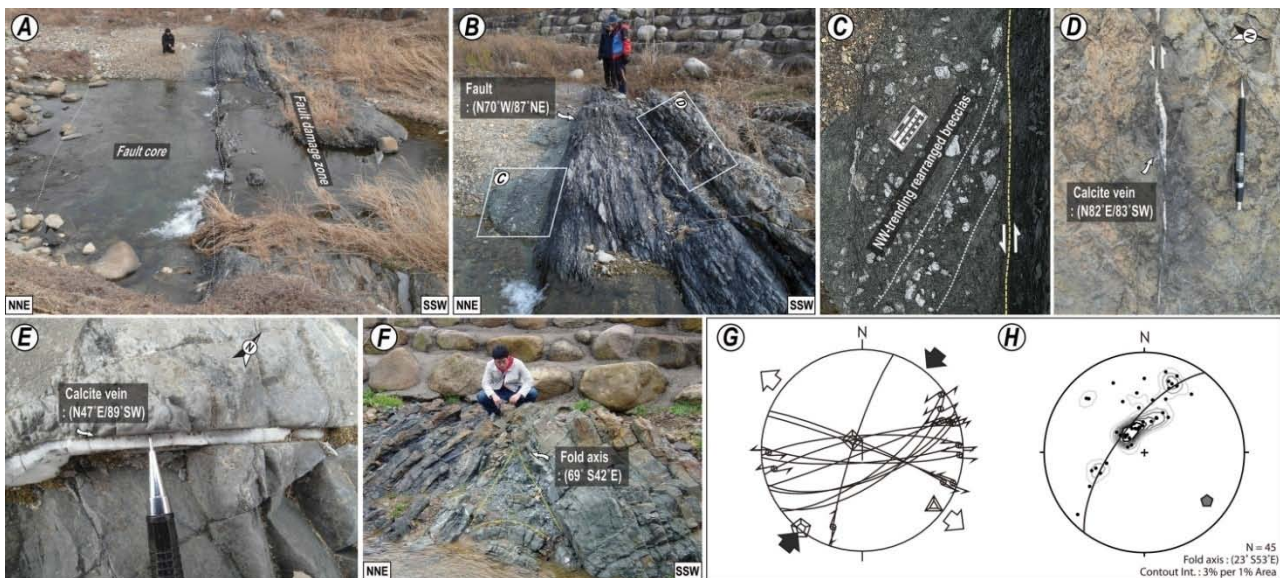 A
Fault core
Fault damage zone
NNE
SSW
B
Fault
: (N70°W/87°NE)
C
D
NNE
SSW
C
NW-trending rearranged breccias
D
N
Calcite vein
: (N82°E/83°SW)
E
N
Calcite vein
: (N47°E/89°SW)
F
Fold axis
: (69° S42°E)
NNE
SSW
G
N
H
N
N = 45
Fold axis : (23° S53°E)
Contout Int. : 3% per 1% Area